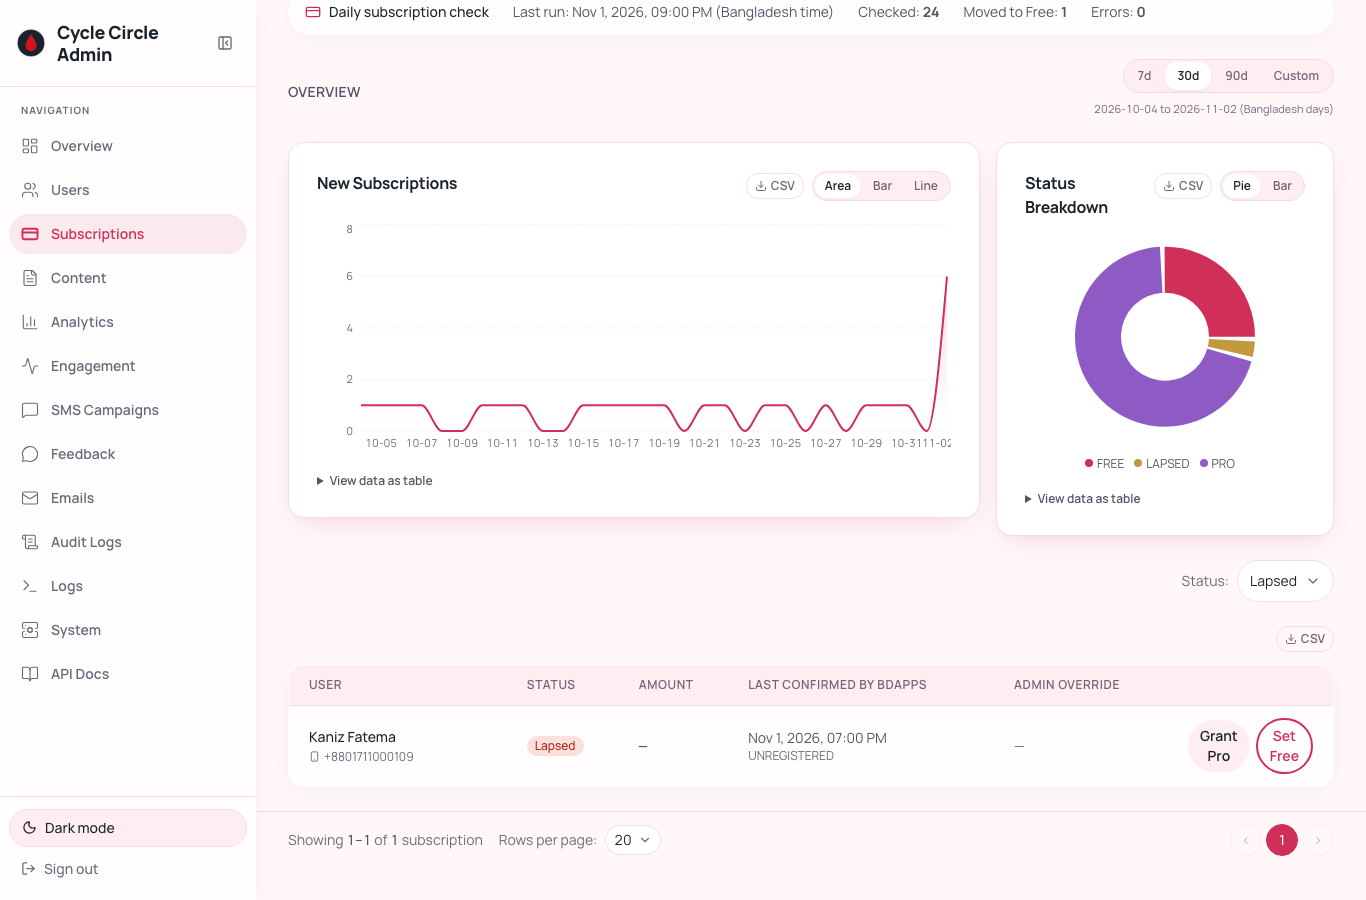 Cycle Circle
Admin
NAVIGATION
Overview
Users
Subscriptions
Content
Analytics
Engagement
SMS Campaigns
Feedback
Emails
Audit Logs
Logs
System
API Docs
Dark mode
Sign out
Daily subscription check Last run: Nov 1, 2026, 09:00 PM (Bangladesh time) Checked: 24 Moved to Free: 1 Errors: 0
OVERVIEW
7d 30d 90d Custom
2026-10-04 to 2026-11-02 (Bangladesh days)
New Subscriptions
CSV Area Bar Line
8
6
4
2
0
10-05 10-07 10-09 10-11 10-13 10-15 10-17 10-19 10-21 10-23 10-25 10-27 10-29 10-31 11-02
View data as table
Status
Breakdown
CSV Pie Bar
FREE LAPSED PRO
View data as table
Status: Lapsed
CSV
USER STATUS AMOUNT LAST CONFIRMED BY BDAPPS ADMIN OVERRIDE
Kaniz Fatema
+8801711000109
Lapsed
—
Nov 1, 2026, 07:00 PM
UNREGISTERED
—
Grant
Pro
Set
Free
Showing 1–1 of 1 subscription Rows per page: 20
‹ 1 ›